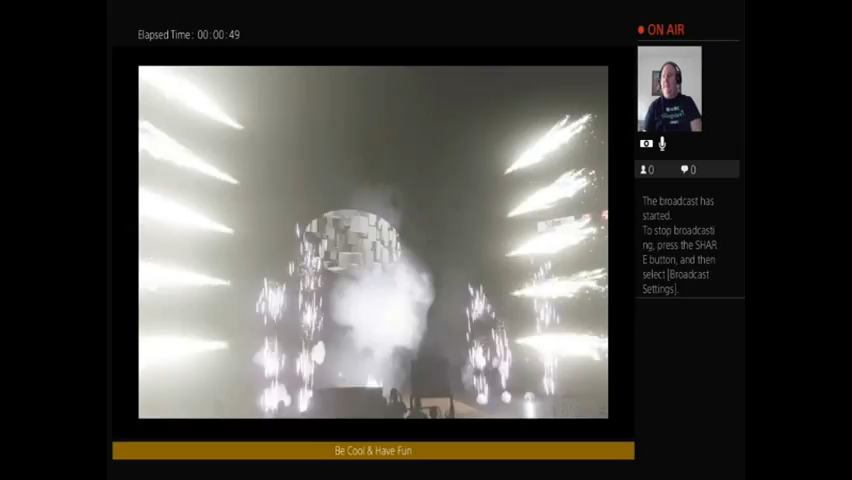 Elapsed Time: 00:00:49
ON AIR
0 0
The broadcast has
started.
To stop broadcasti
ng, press the SHAR
E button, and then
select [Broadcast
Settings].
Be Cool & Have Fun